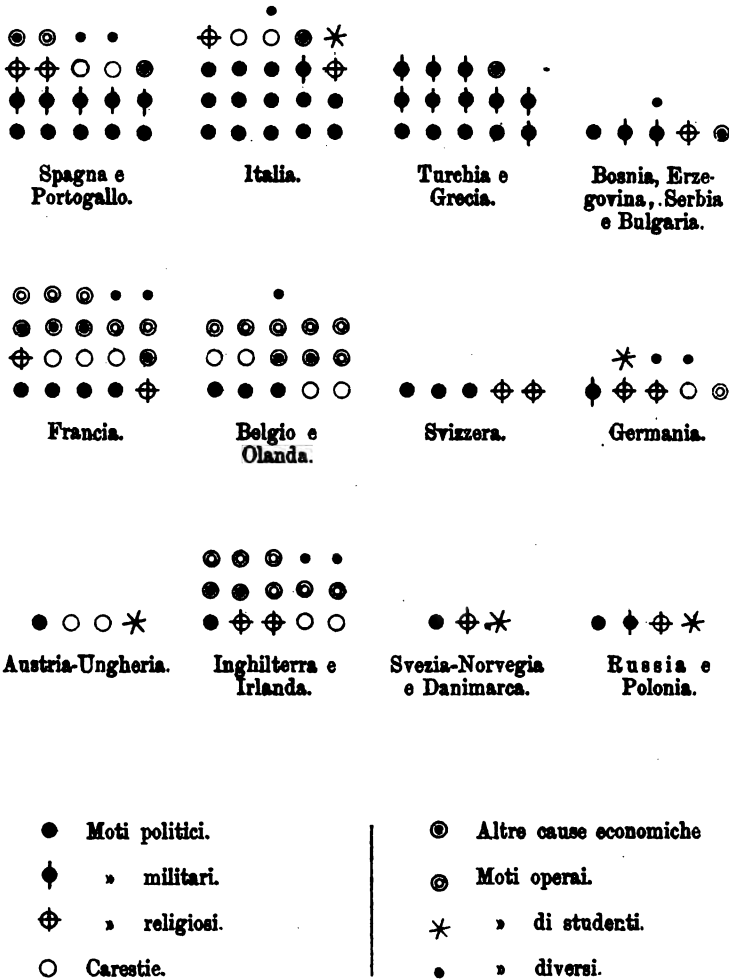 Spagna e
Portogallo.
Italia.
Turchia e
Grecia.
Bosnia, Erze-
govina, Serbia
e Bulgaria.
Francia.
Belgio e
Olanda.
Svizzera.
Germania.
Austria-Ungheria.
Inghilterra e
Irlanda.
Svezia-Norvegia
e Danimarca.
Russia e
Polonia.
Moti politici.
» militari.
» religiosi.
Carestie.
Altre cause economiche
Moti operai.
» di studenti.
» diversi.